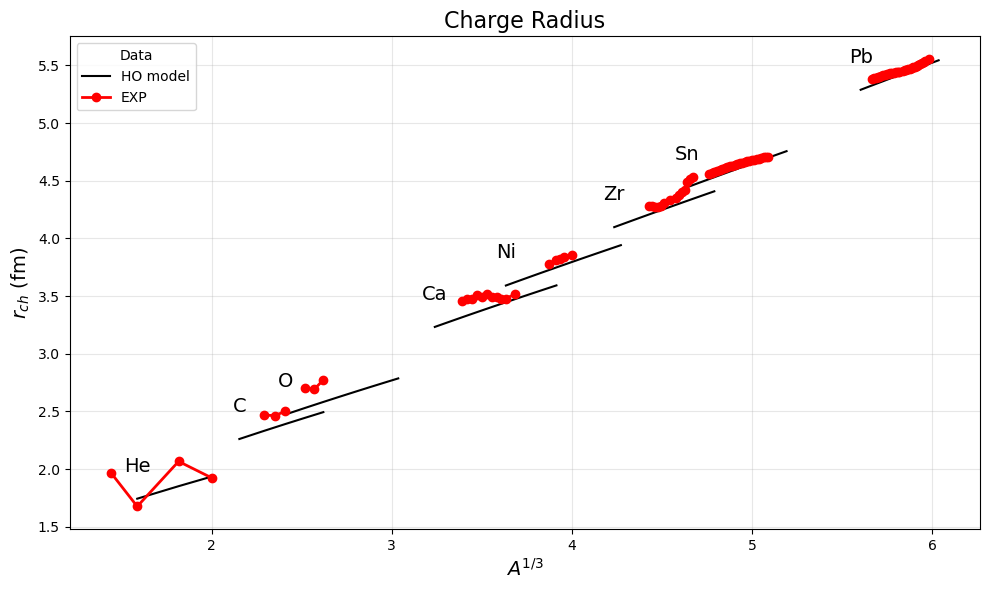 Charge Radius
Data
HO model
EXP
Pb
Sn
Zr
Ni
Ca
O
C
He
5.5
5.0
4.5
4.0
3.5
3.0
2.5
2.0
1.5
r_{ch} (fm)
2 3 4 5 6
A^{1/3}